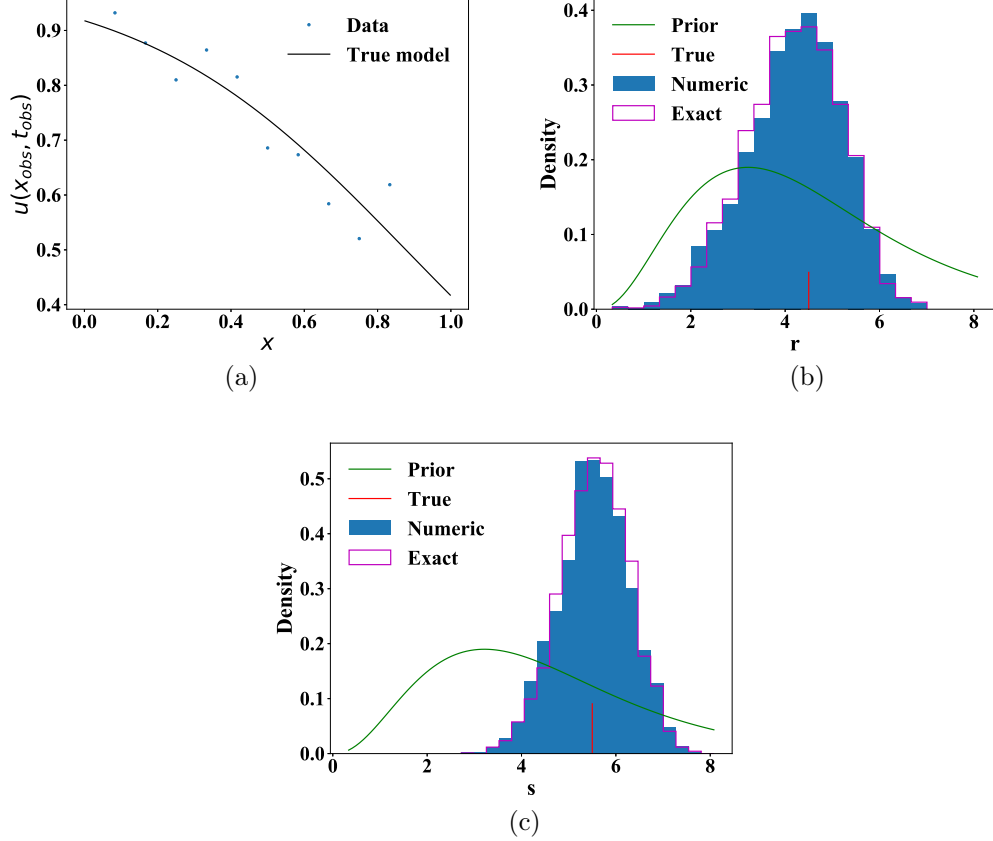 0.9
0.8
0.7
0.6
0.5
0.4
u(x_obs, t_obs)
Data
True model
0.0 0.2 0.4 0.6 0.8 1.0
x
(a)
0.4
0.3
0.2
0.1
0.0
Density
Prior
True
Numeric
Exact
0 2 4 6 8
r
(b)
0.5
0.4
0.3
0.2
0.1
0.0
Density
Prior
True
Numeric
Exact
0 2 4 6 8
s
(c)